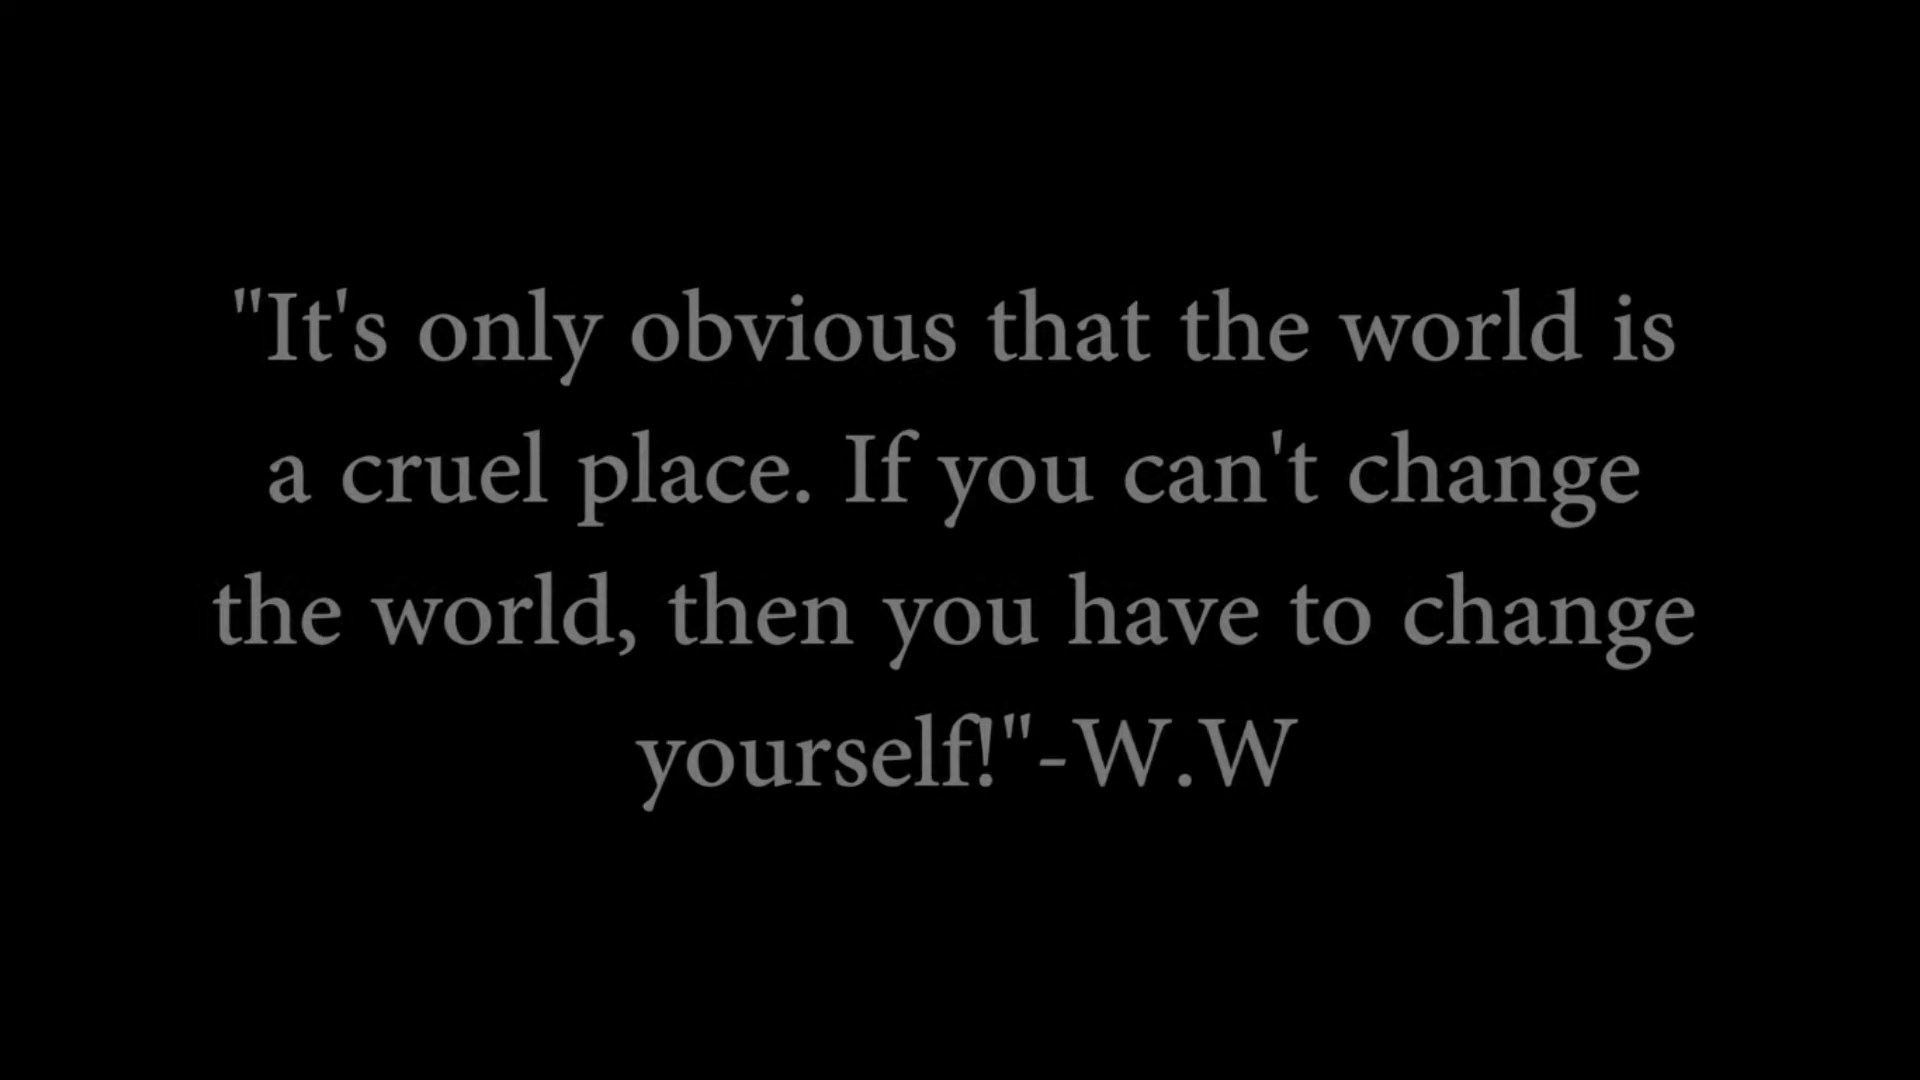 "It's only obvious that the world is
a cruel place. If you can't change
the world, then you have to change
yourself!"-W.W